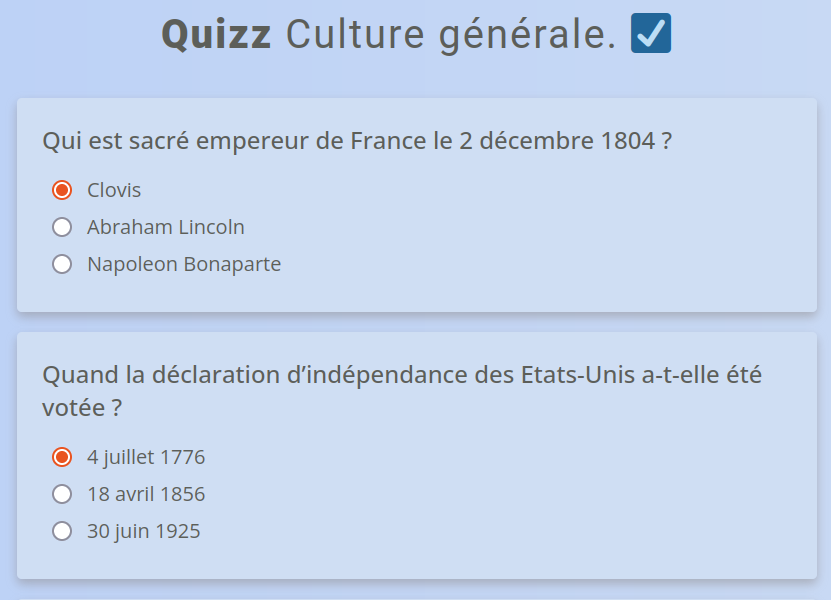 Quizz Culture générale.
Qui est sacré empereur de France le 2 décembre 1804 ?
Clovis
Abraham Lincoln
Napoleon Bonaparte
Quand la déclaration d’indépendance des Etats-Unis a-t-elle été
votée ?
4 juillet 1776
18 avril 1856
30 juin 1925